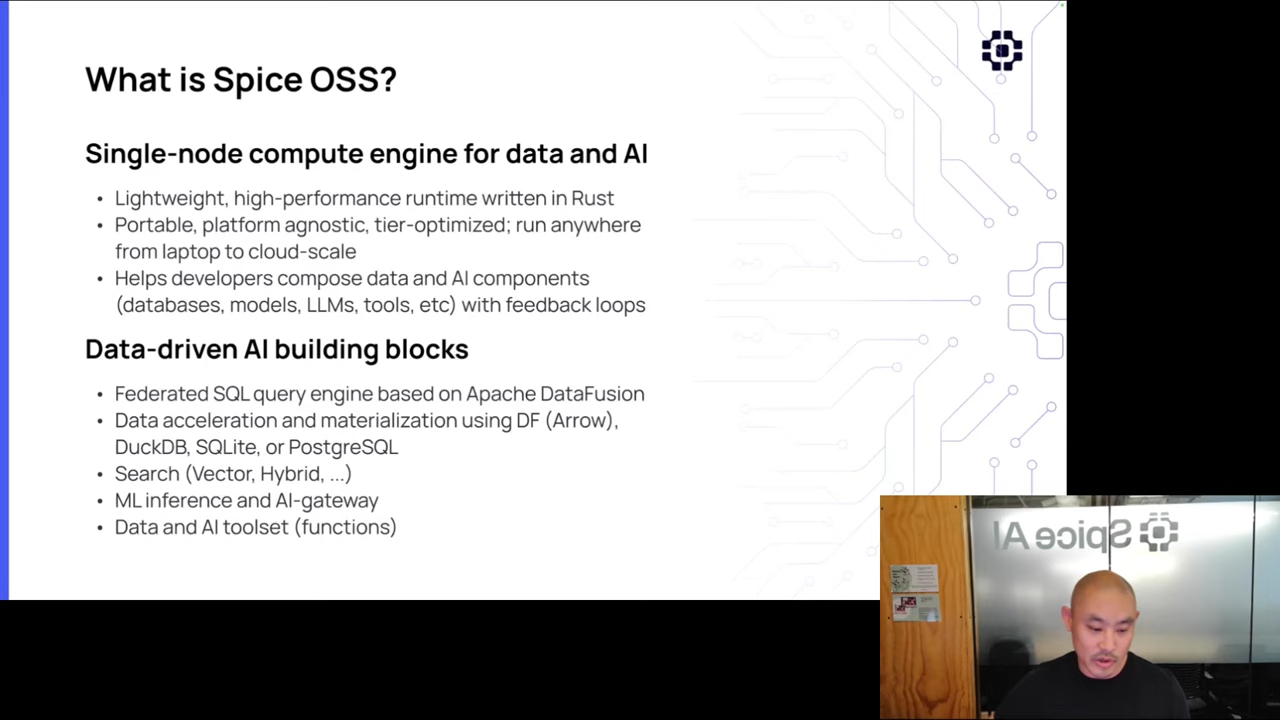 What is Spice OSS?
Single-node compute engine for data and AI
• Lightweight, high-performance runtime written in Rust
• Portable, platform agnostic, tier-optimized; run anywhere
from laptop to cloud-scale
• Helps developers compose data and AI components
(databases, models, LLMs, tools, etc) with feedback loops
Data-driven AI building blocks
• Federated SQL query engine based on Apache DataFusion
• Data acceleration and materialization using DF (Arrow),
DuckDB, SQLite, or PostgreSQL
• Search (Vector, Hybrid, ...)
• ML inference and AI-gateway
• Data and AI toolset (functions)
Spice AI